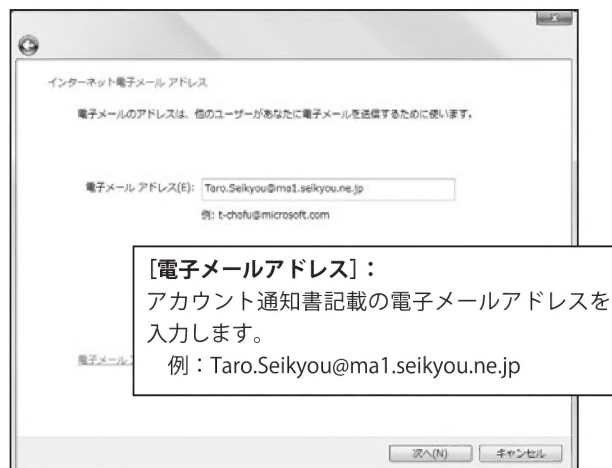 x
インターネット電子メール アドレス
電子メールのアドレスは、他のユーザーがあなたに電子メールを送信するために使います。
電子メール アドレス(E): Taro.Seikyou@ma1.seikyou.ne.jp
例: t-chofu@microsoft.com
[電子メールアドレス]：
アカウント通知書記載の電子メールアドレスを
入力します。
例：Taro.Seikyou@ma1.seikyou.ne.jp
電子メール
次へ(N) キャンセル